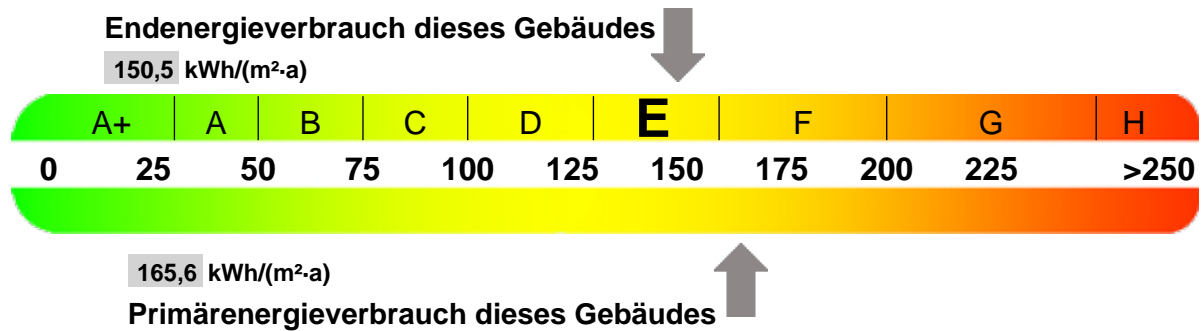 Endenergieverbrauch dieses Gebäudes
150,5 kWh/(m²·a)
A+ A B C D E F G H
0 25 50 75 100 125 150 175 200 225 >250
165,6 kWh/(m²·a)
Primärenergieverbrauch dieses Gebäudes